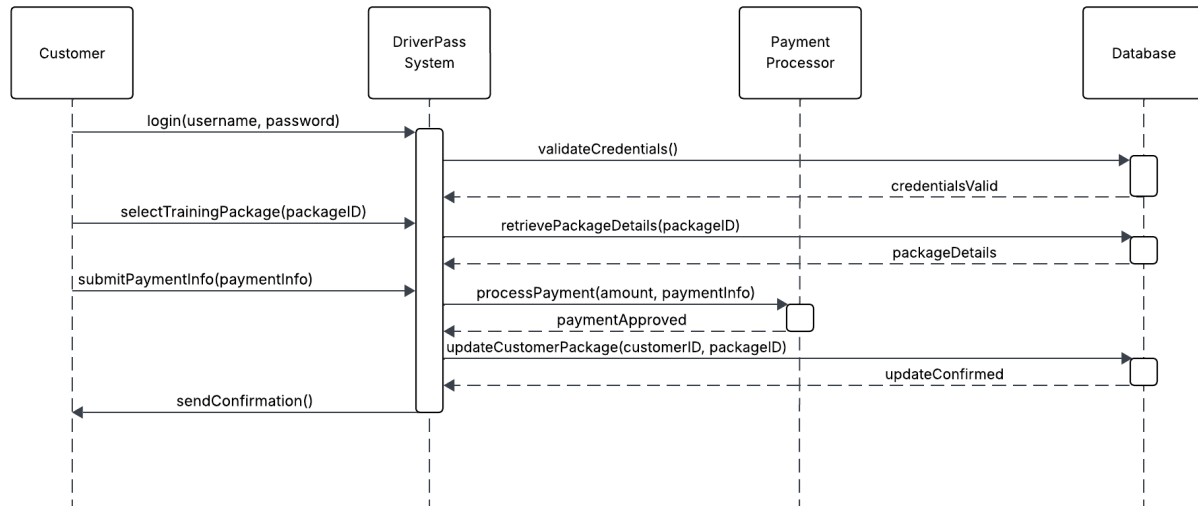 Customer
DriverPass
System
Payment
Processor
Database
login(username, password)
validateCredentials()
credentialsValid
selectTrainingPackage(packageID)
retrievePackageDetails(packageID)
packageDetails
submitPaymentInfo(paymentInfo)
processPayment(amount, paymentInfo)
paymentApproved
updateCustomerPackage(customerID, packageID)
updateConfirmed
sendConfirmation()